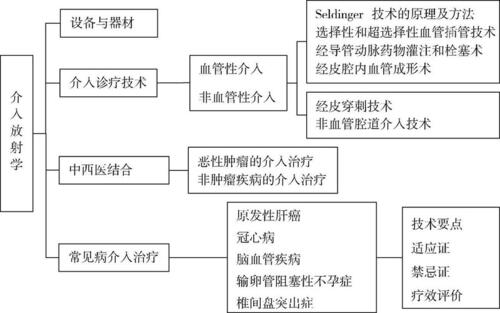 介入放射学
设备与器材
介入诊疗技术
血管性介入
非血管性介入
Seldinger 技术的原理及方法
选择性和超选择性血管插管技术
经导管动脉药物灌注和栓塞术
经皮腔内血管成形术
经皮穿刺技术
非血管腔道介入技术
中西医结合
恶性肿瘤的介入治疗
非肿瘤疾病的介入治疗
常见病介入治疗
原发性肝癌
冠心病
脑血管疾病
输卵管阻塞性不孕症
椎间盘突出症
技术要点
适应证
禁忌证
疗效评价